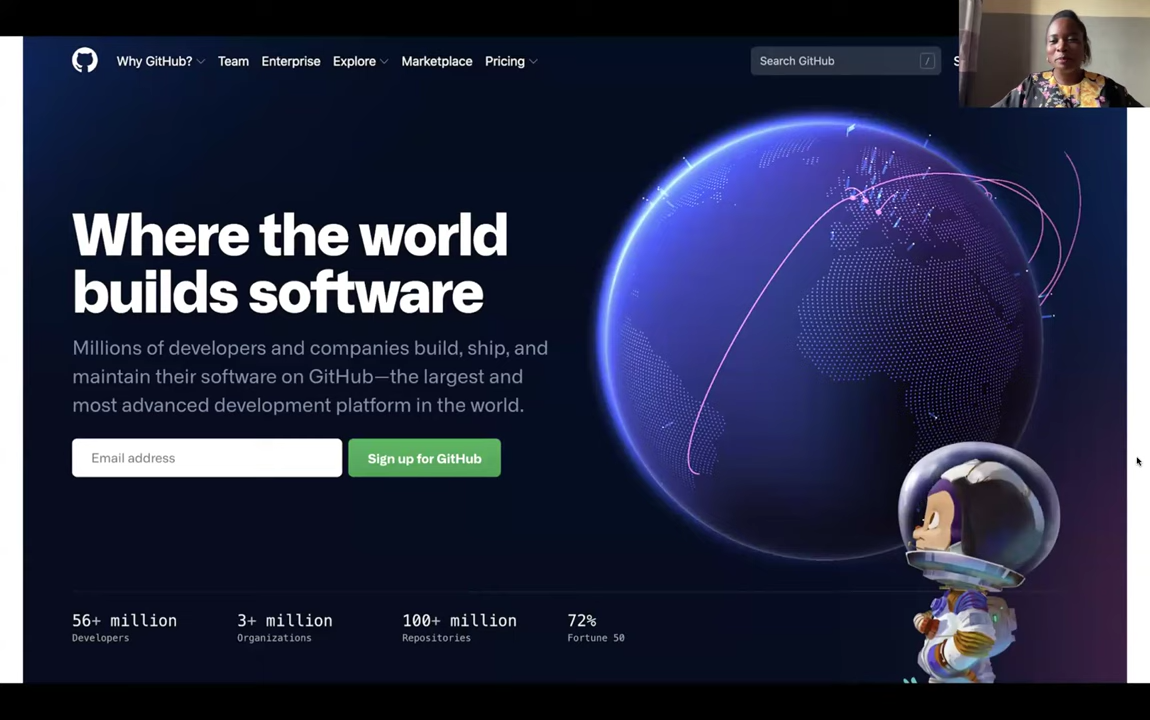 Why GitHub? Team Enterprise Explore Marketplace Pricing Search GitHub / S
Where the world
builds software
Millions of developers and companies build, ship, and
maintain their software on GitHub—the largest and
most advanced development platform in the world.
Email address Sign up for GitHub
56+ million 3+ million 100+ million 72%
Developers Organizations Repositories Fortune 50